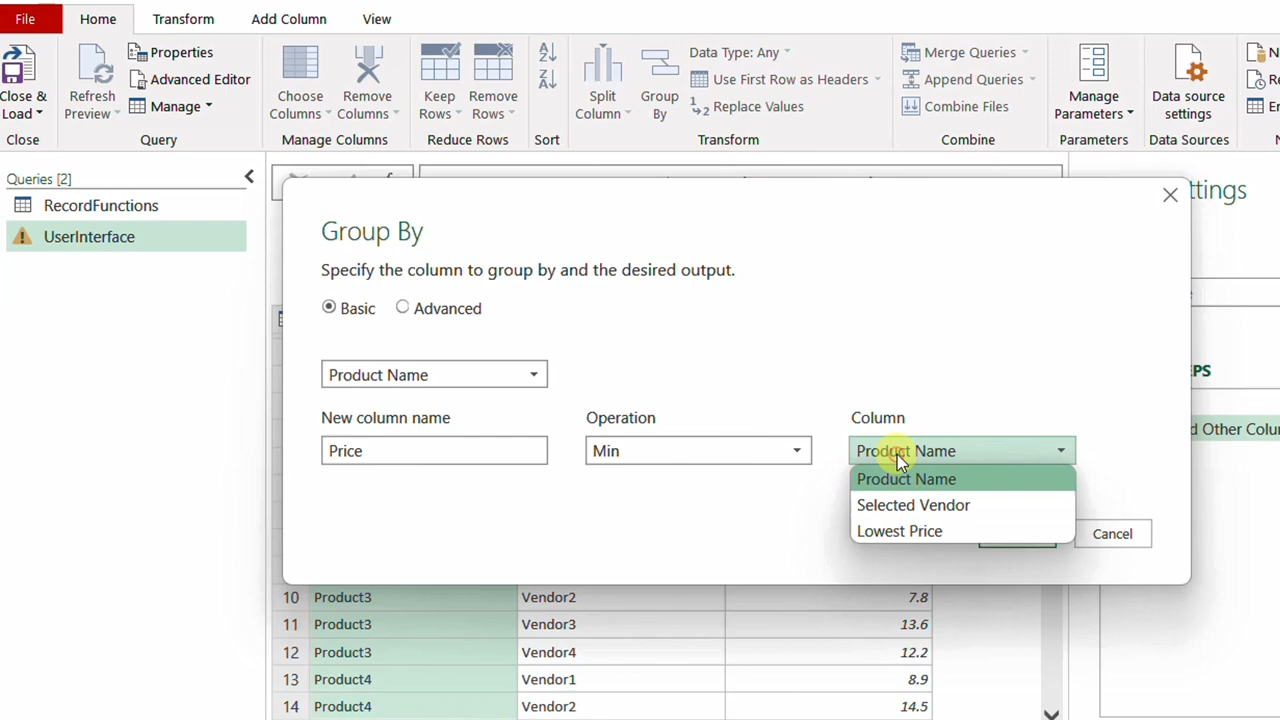 File Home Transform Add Column View
Properties Data Type: Any Merge Queries
Advanced Editor Use First Row as Headers Append Queries
Close & Refresh Choose Remove Keep Remove Split Group Manage Data source
Load Preview Manage Columns Columns Rows Rows Column By Replace Values Combine Files Parameters settings
Close Query Manage Columns Reduce Rows Sort Transform Combine Parameters Data Sources
Queries [2]
RecordFunctions
UserInterface
Group By
Specify the column to group by and the desired output.
Basic Advanced
Product Name
New column name Operation Column
Price Min Product Name
Product Name
Selected Vendor
Lowest Price
Cancel
10 Product3 Vendor2 7.8
11 Product3 Vendor3 13.6
12 Product3 Vendor4 12.2
13 Product4 Vendor1 8.9
14 Product4 Vendor2 14.5